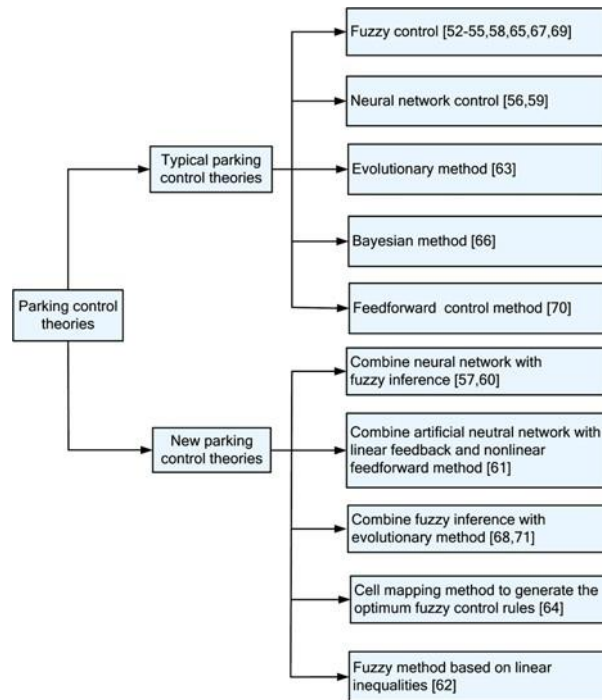 Parking control
theories
Typical parking
control theories
Fuzzy control [52-55,58,65,67,69]
Neural network control [56,59]
Evolutionary method [63]
Bayesian method [66]
Feedforward  control method [70]
New parking
control theories
Combine neural network with
fuzzy inference [57,60]
Combine artificial neutral network with
linear feedback and nonlinear
feedforward method [61]
Combine fuzzy inference with
evolutionary method [68,71]
Cell mapping method to generate the
optimum fuzzy control rules [64]
Fuzzy method based on linear
inequalities [62]